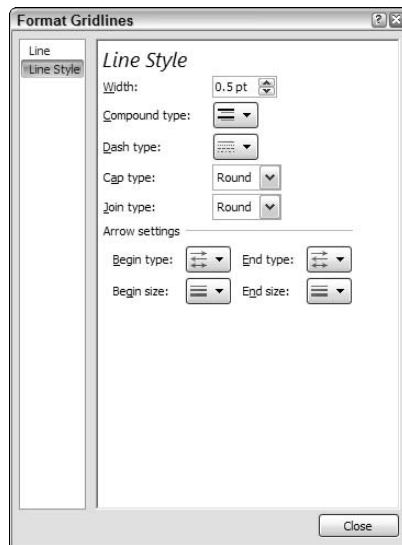 Format Gridlines
Line
Line Style
Line Style
Width: 0.5 pt
Compound type:
Dash type:
Cap type: Round
Join type: Round
Arrow settings
Begin type: End type:
Begin size: End size:
Close